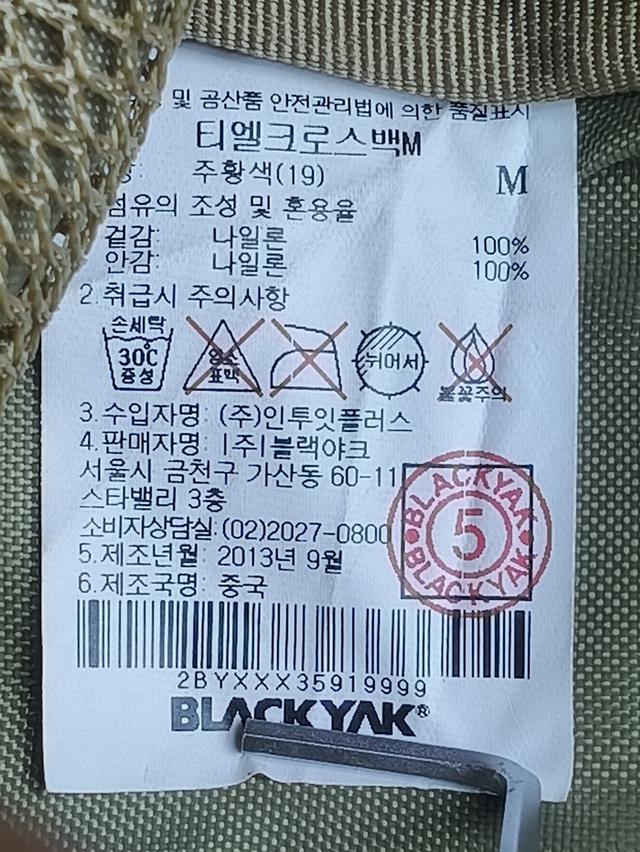 및 공산품 안전관리법에 의한 품질표시
티엘크로스백M
주황색(19)
M
섬유의 조성 및 혼용율
겉감: 나일론 100%
안감: 나일론 100%
2.취급시 주의사항
손세탁
30℃
중성
염소
표백
뉘어서
불꽃주의
3.수입자명: (주)인투잇플러스
4.판매자명: |주|블랙야크
서울시 금천구 가산동 60-11
스타밸리 3층
소비자상담실:(02)2027-0800
5.제조년월: 2013년 9월
6.제조국명: 중국
BLACKYAK
5
BLACKYAK
2BYXXX35919999
BLACKYAK®